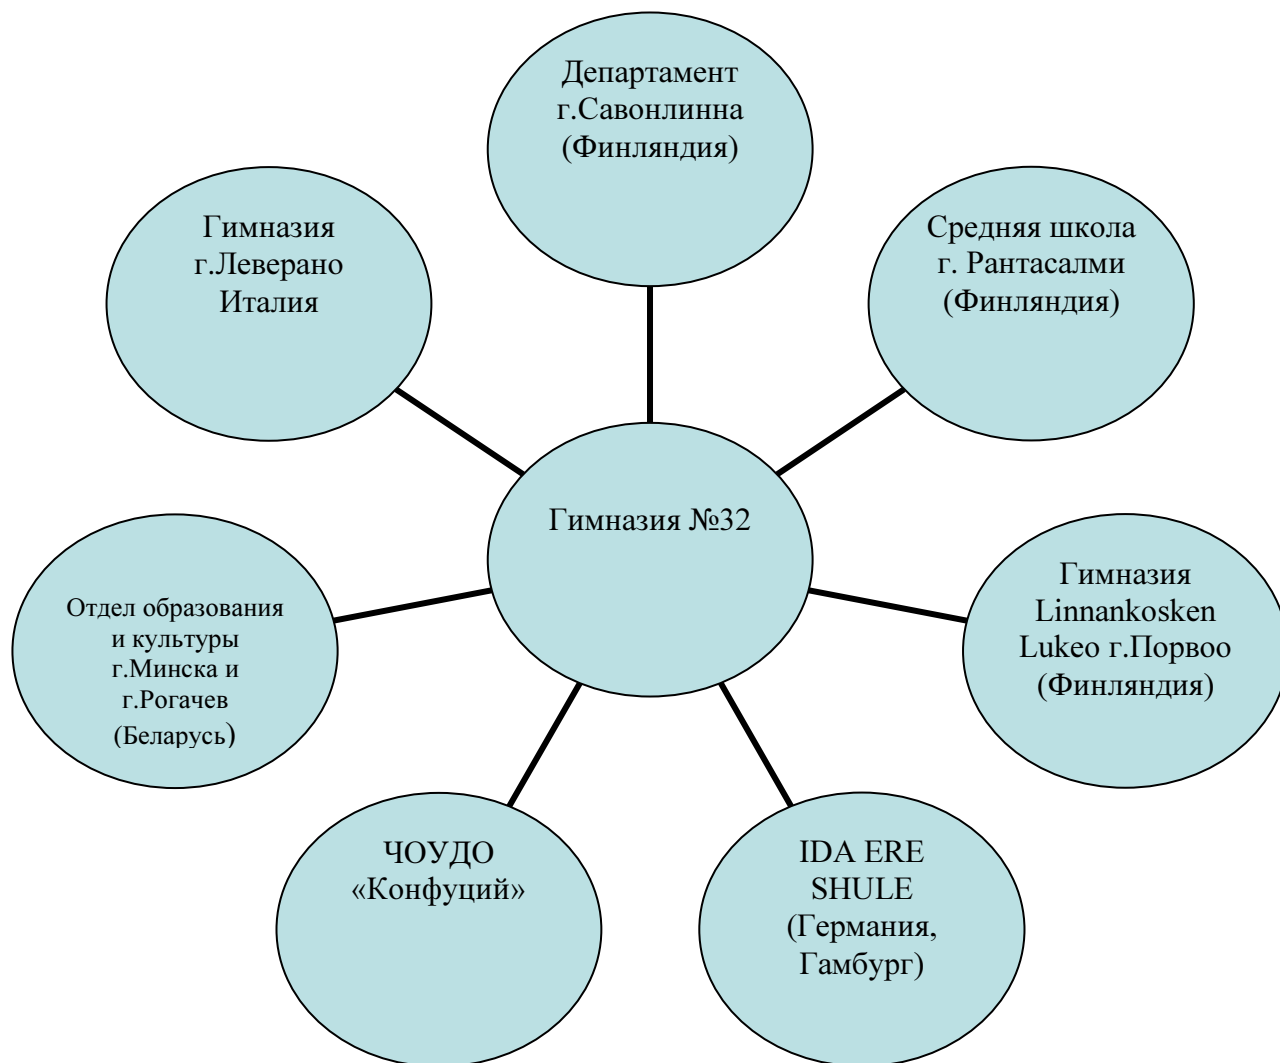 Департамент
г.Савонлинна
(Финляндия)
Гимназия
г.Леверано
Италия
Средняя школа
г. Рантасалми
(Финляндия)
Гимназия №32
Гимназия
Linnankosken
Lukeo г.Порвоо
(Финляндия)
Отдел образования
и культуры
г.Минска и
г.Рогачев
(Беларусь)
ЧОУДО
«Конфуций»
IDA ERE
SHULE
(Германия,
Гамбург)